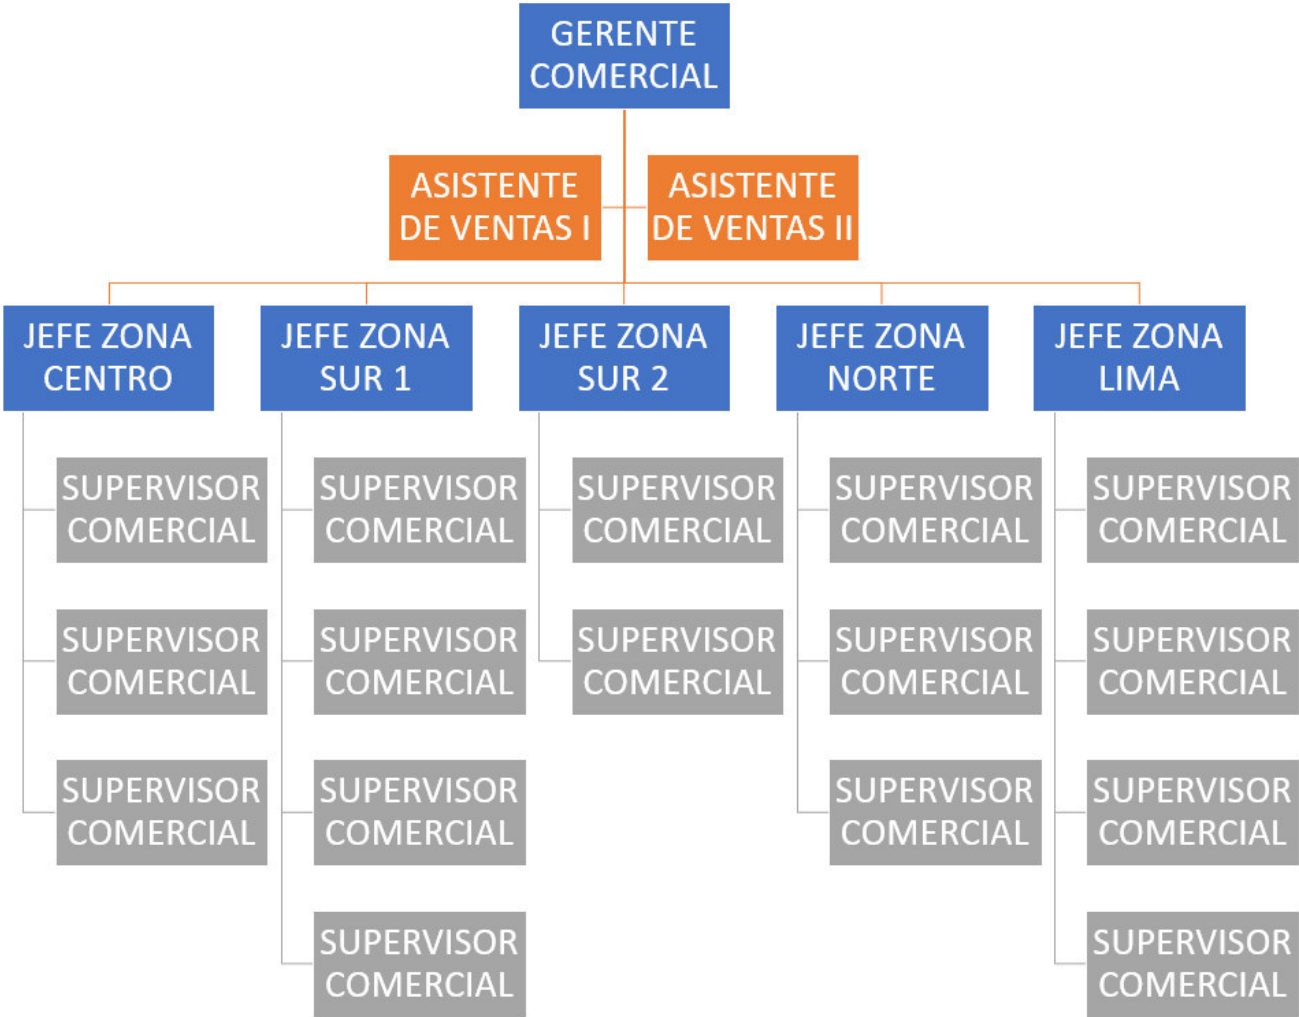 GERENTE
COMERCIAL
ASISTENTE
DE VENTAS I
ASISTENTE
DE VENTAS II
JEFE ZONA
CENTRO
JEFE ZONA
SUR 1
JEFE ZONA
SUR 2
JEFE ZONA
NORTE
JEFE ZONA
LIMA
SUPERVISOR
COMERCIAL
SUPERVISOR
COMERCIAL
SUPERVISOR
COMERCIAL
SUPERVISOR
COMERCIAL
SUPERVISOR
COMERCIAL
SUPERVISOR
COMERCIAL
SUPERVISOR
COMERCIAL
SUPERVISOR
COMERCIAL
SUPERVISOR
COMERCIAL
SUPERVISOR
COMERCIAL
SUPERVISOR
COMERCIAL
SUPERVISOR
COMERCIAL
SUPERVISOR
COMERCIAL
SUPERVISOR
COMERCIAL
SUPERVISOR
COMERCIAL
SUPERVISOR
COMERCIAL